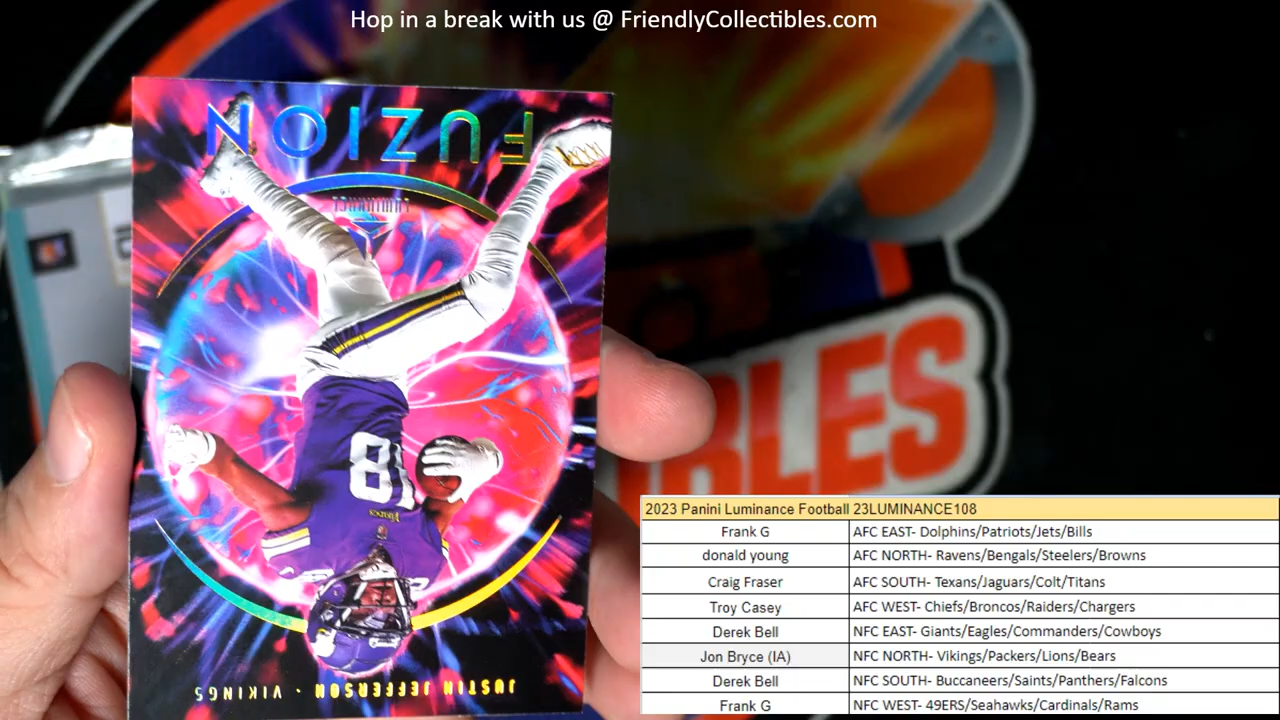 Hop in a break with us @ FriendlyCollectibles.com
FUZION
LUMINANCE
18
JUSTIN JEFFERSON · VIKINGS
BLES
2023 Panini Luminance Football 23LUMINANCE108
Frank G AFC EAST- Dolphins/Patriots/Jets/Bills
donald young AFC NORTH- Ravens/Bengals/Steelers/Browns
Craig Fraser AFC SOUTH- Texans/Jaguars/Colt/Titans
Troy Casey AFC WEST- Chiefs/Broncos/Raiders/Chargers
Derek Bell NFC EAST- Giants/Eagles/Commanders/Cowboys
Jon Bryce (IA) NFC NORTH- Vikings/Packers/Lions/Bears
Derek Bell NFC SOUTH- Buccaneers/Saints/Panthers/Falcons
Frank G NFC WEST- 49ERS/Seahawks/Cardinals/Rams